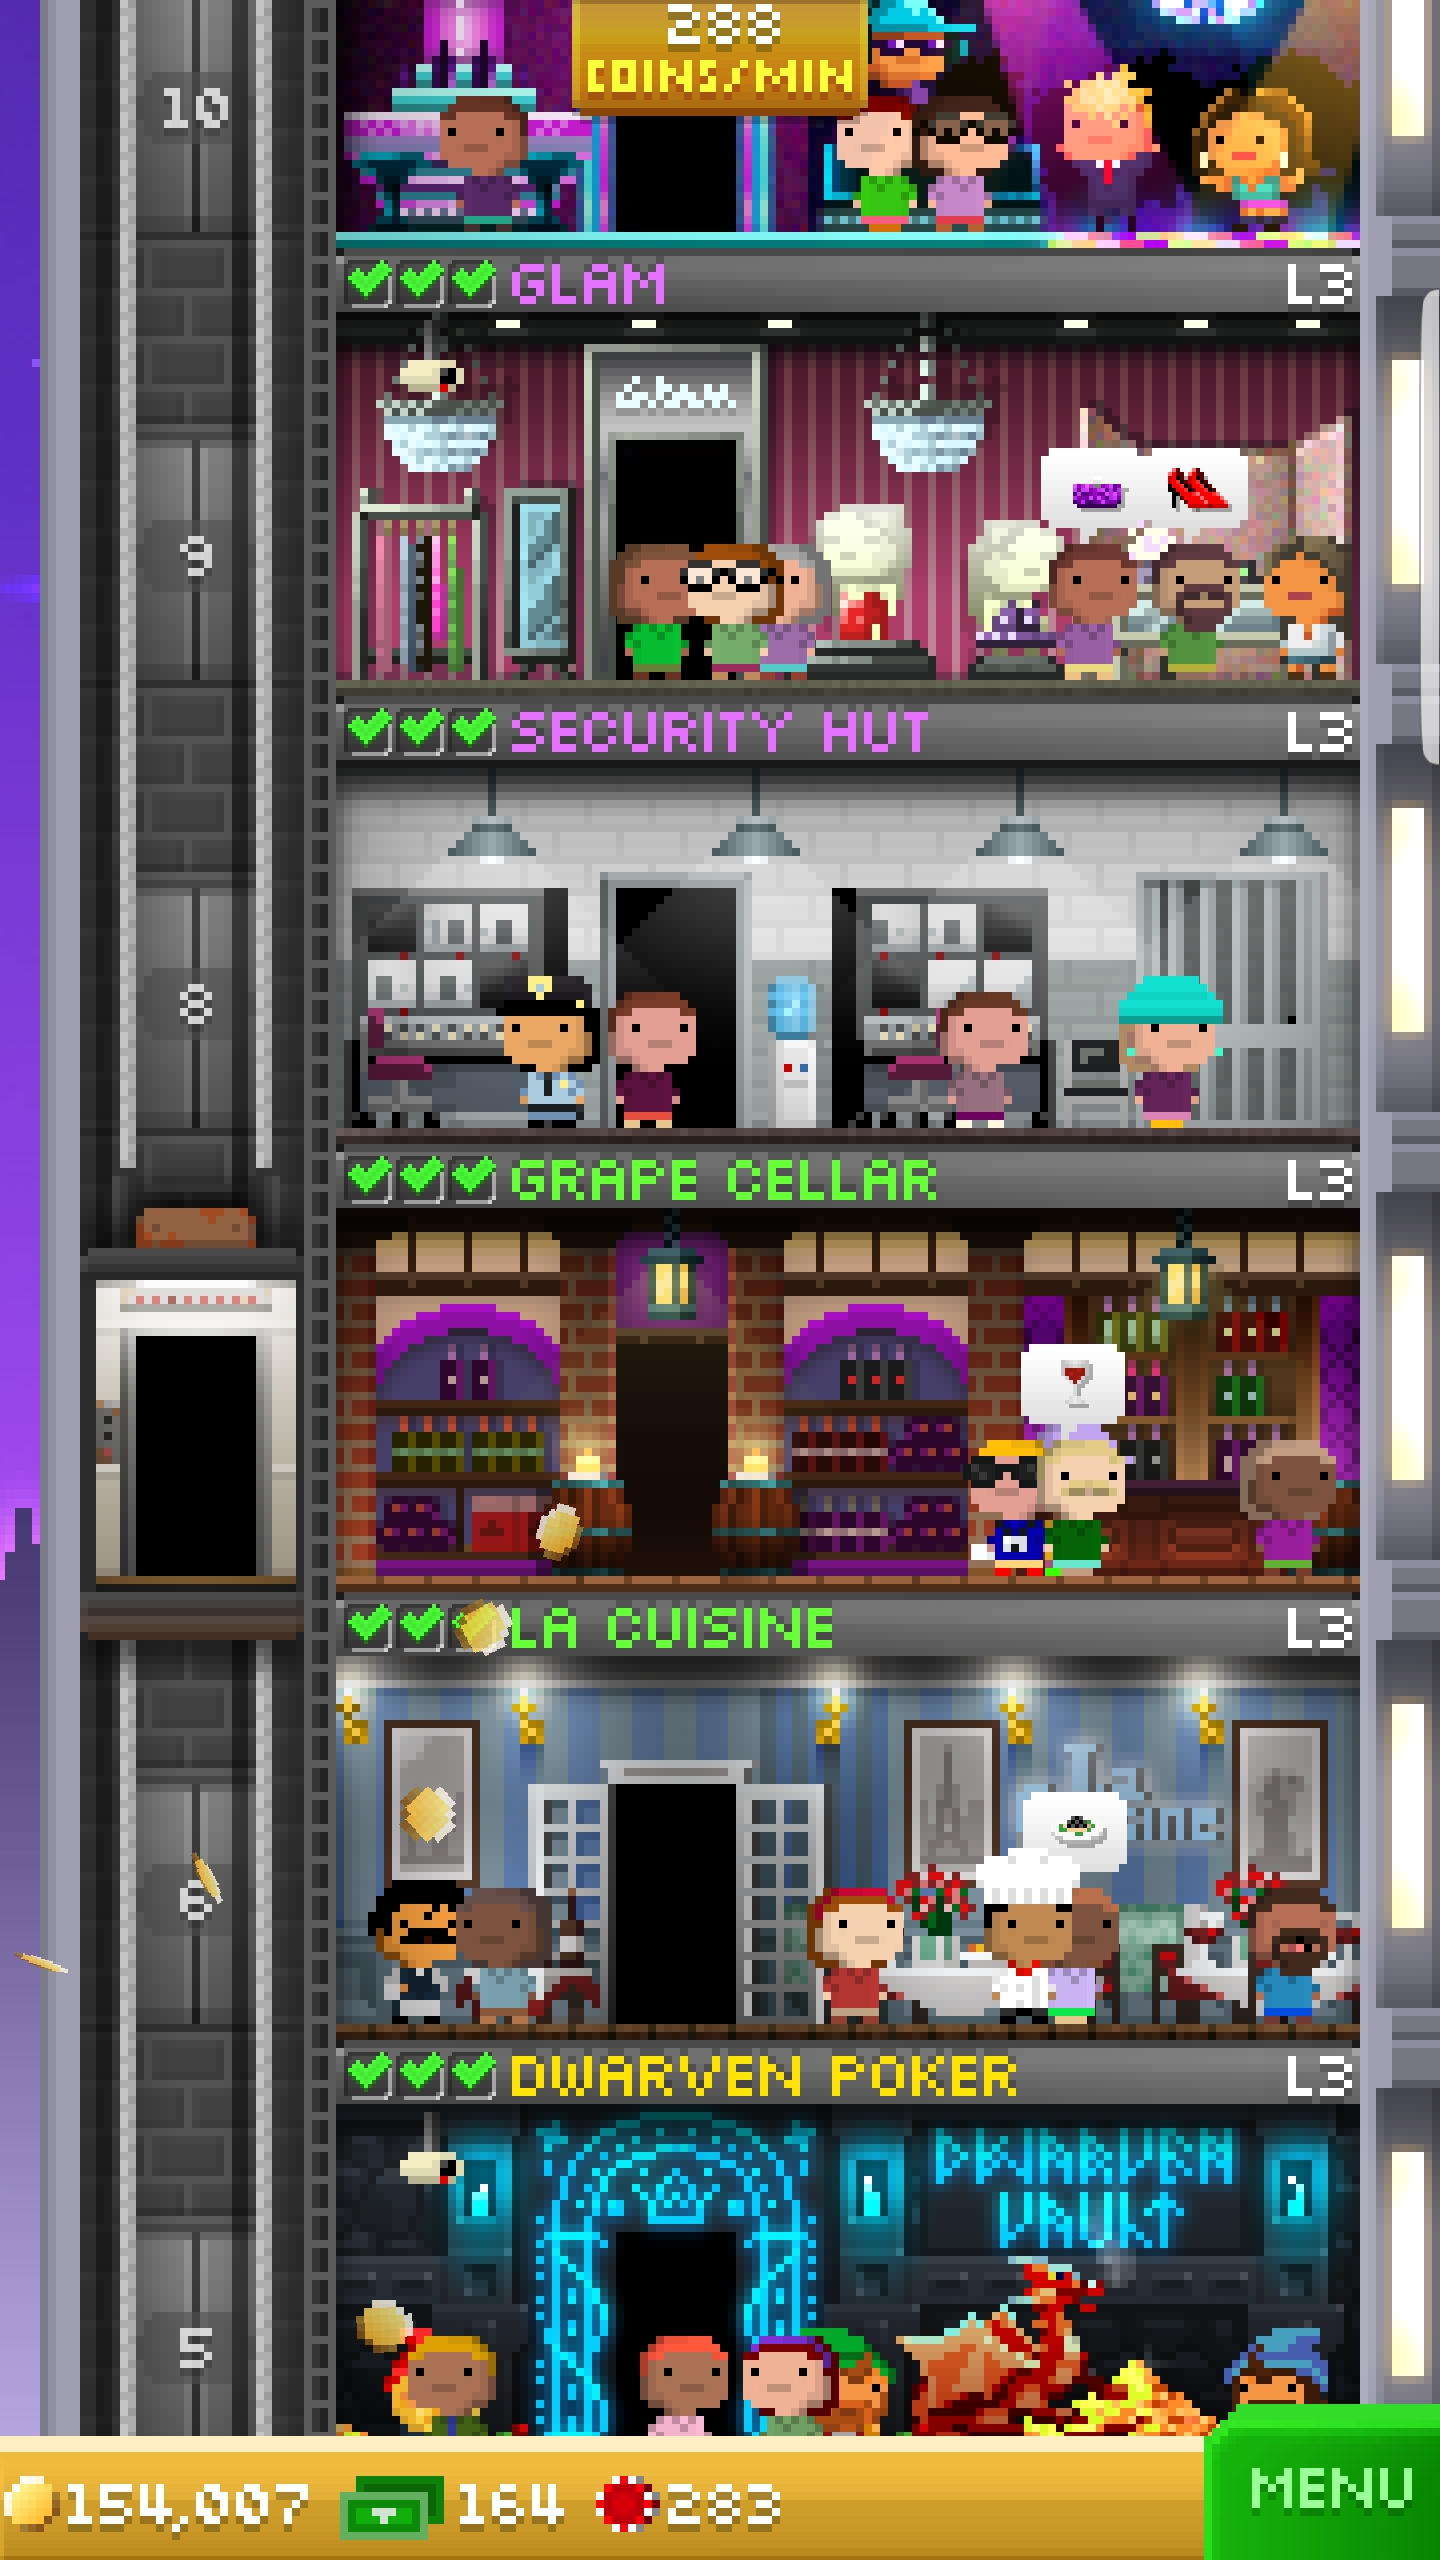 288
COINS/MIN
10
GLAM L3
Glam
9
SECURITY HUT L3
8
GRAPE CELLAR L3
LA CUISINE L3
La
6
DWARVEN POKER L3
DWARVEN
VAULT
5
154,007 164 283
MENU